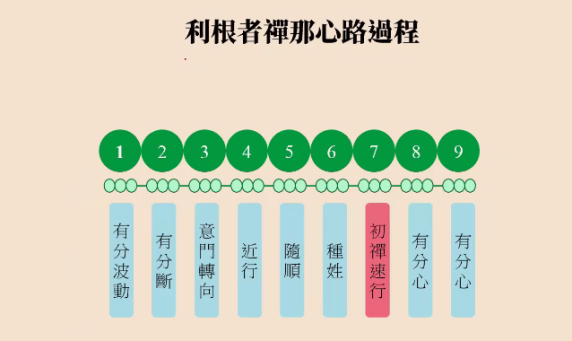 利根者禪那心路過程
1 2 3 4 5 6 7 8 9
有分波動
有分斷
意門轉向
近行
隨順
種姓
初禪速行
有分心
有分心